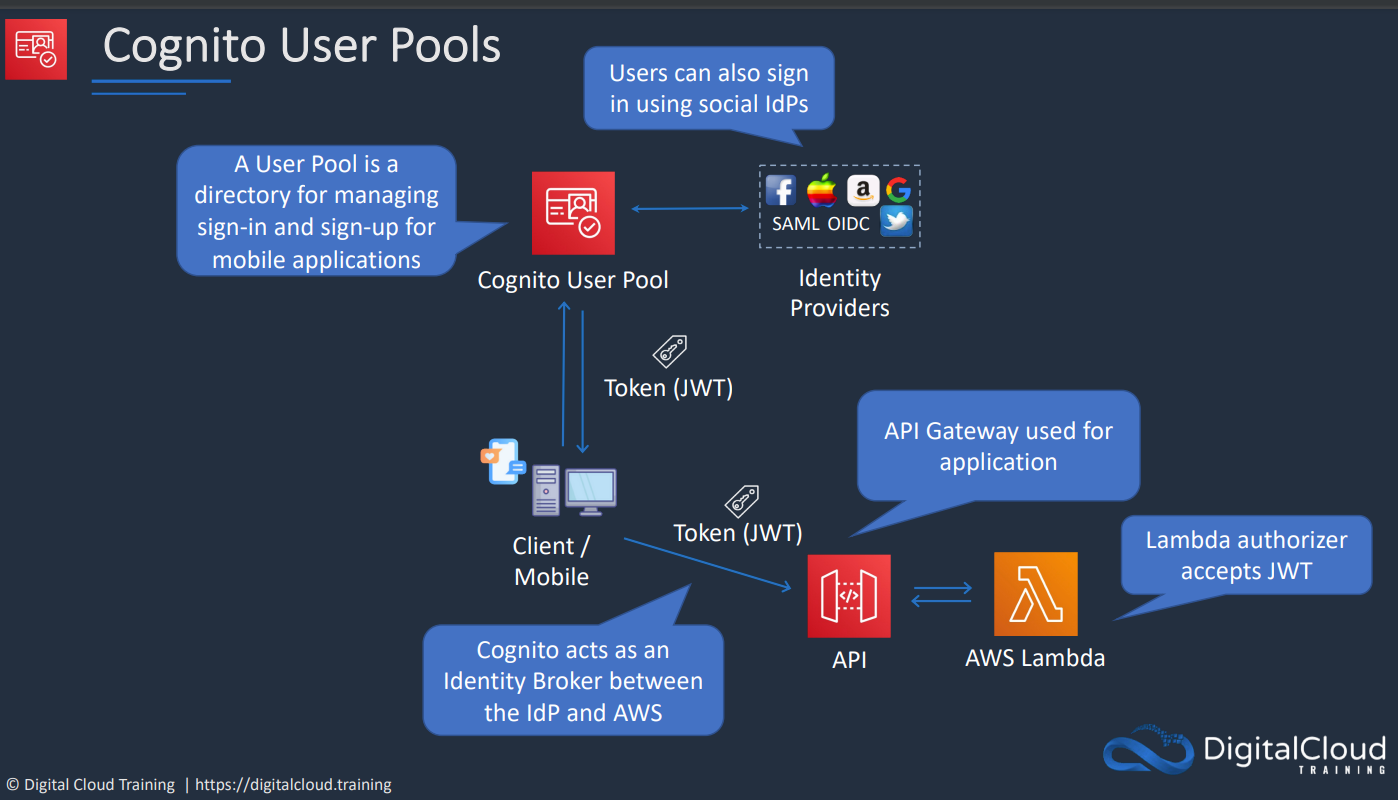 Cognito User Pools
Users can also sign
in using social IdPs
A User Pool is a
directory for managing
sign-in and sign-up for
mobile applications
f
a
G
SAML OIDC
Cognito User Pool
Identity
Providers
Token (JWT)
API Gateway used for
application
Token (JWT)
Lambda authorizer
accepts JWT
Client /
Mobile
</>
Cognito acts as an
Identity Broker between
the IdP and AWS
API
AWS Lambda
DigitalCloud
TRAINING
© Digital Cloud Training | https://digitalcloud.training